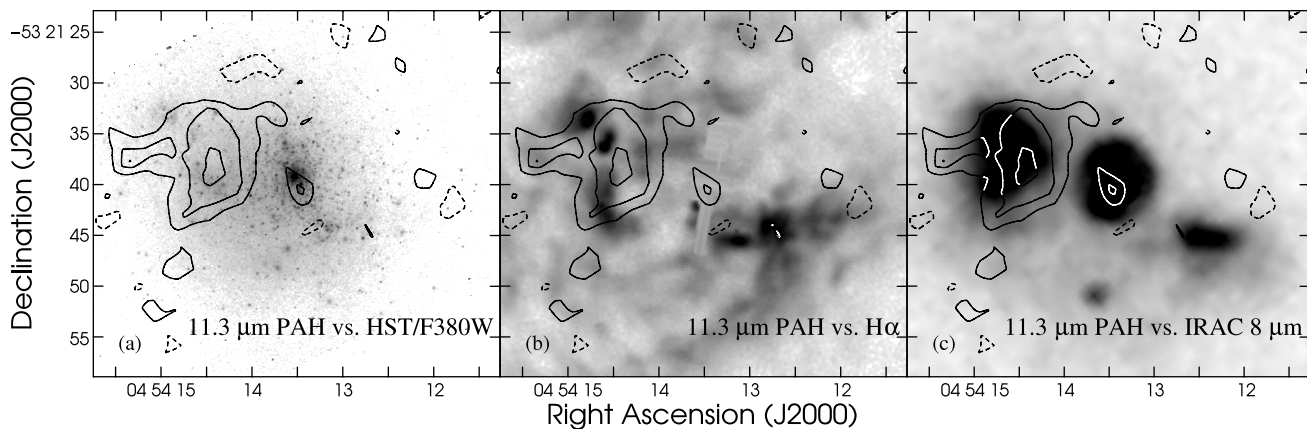 Declination (J2000)
−53 21 25
30
35
40
45
50
55
(a)
11.3 µm PAH vs. HST/F380W
(b)
11.3 µm PAH vs. Hα
(c)
11.3 µm PAH vs. IRAC 8 µm
04 54 15
14
13
12
04 54 15
14
13
12
04 54 15
14
13
12
Right Ascension (J2000)